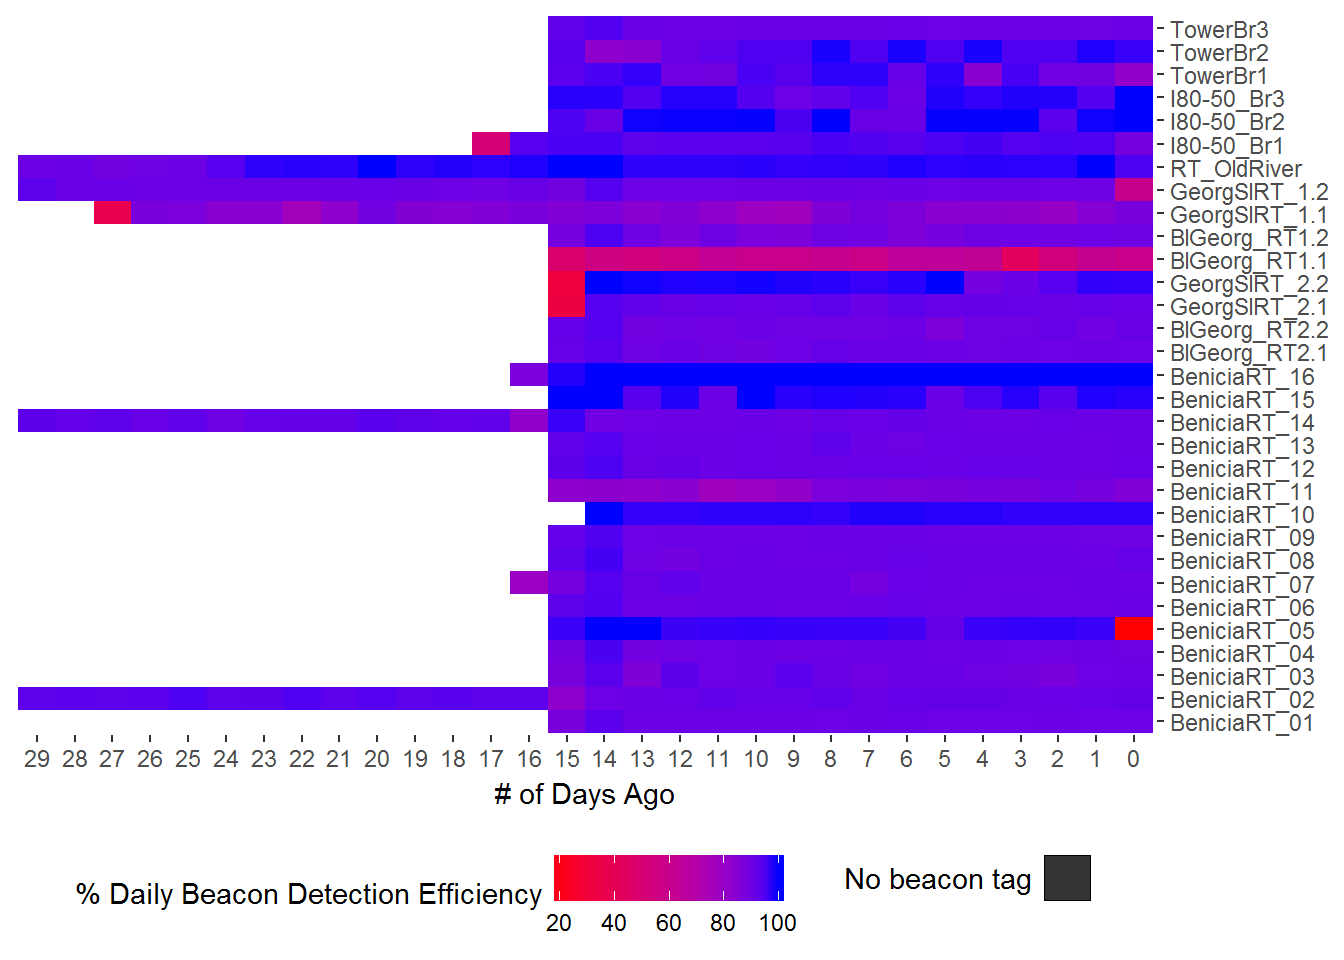 TowerBr3
TowerBr2
TowerBr1
I80-50_Br3
I80-50_Br2
I80-50_Br1
RT_OldRiver
GeorgSlRT_1.2
GeorgSlRT_1.1
BlGeorg_RT1.2
BlGeorg_RT1.1
GeorgSlRT_2.2
GeorgSlRT_2.1
BlGeorg_RT2.2
BlGeorg_RT2.1
BeniciaRT_16
BeniciaRT_15
BeniciaRT_14
BeniciaRT_13
BeniciaRT_12
BeniciaRT_11
BeniciaRT_10
BeniciaRT_09
BeniciaRT_08
BeniciaRT_07
BeniciaRT_06
BeniciaRT_05
BeniciaRT_04
BeniciaRT_03
BeniciaRT_02
BeniciaRT_01
29 28 27 26 25 24 23 22 21 20 19 18 17 16 15 14 13 12 11 10 9 8 7 6 5 4 3 2 1 0
# of Days Ago
% Daily Beacon Detection Efficiency
20 40 60 80 100
No beacon tag